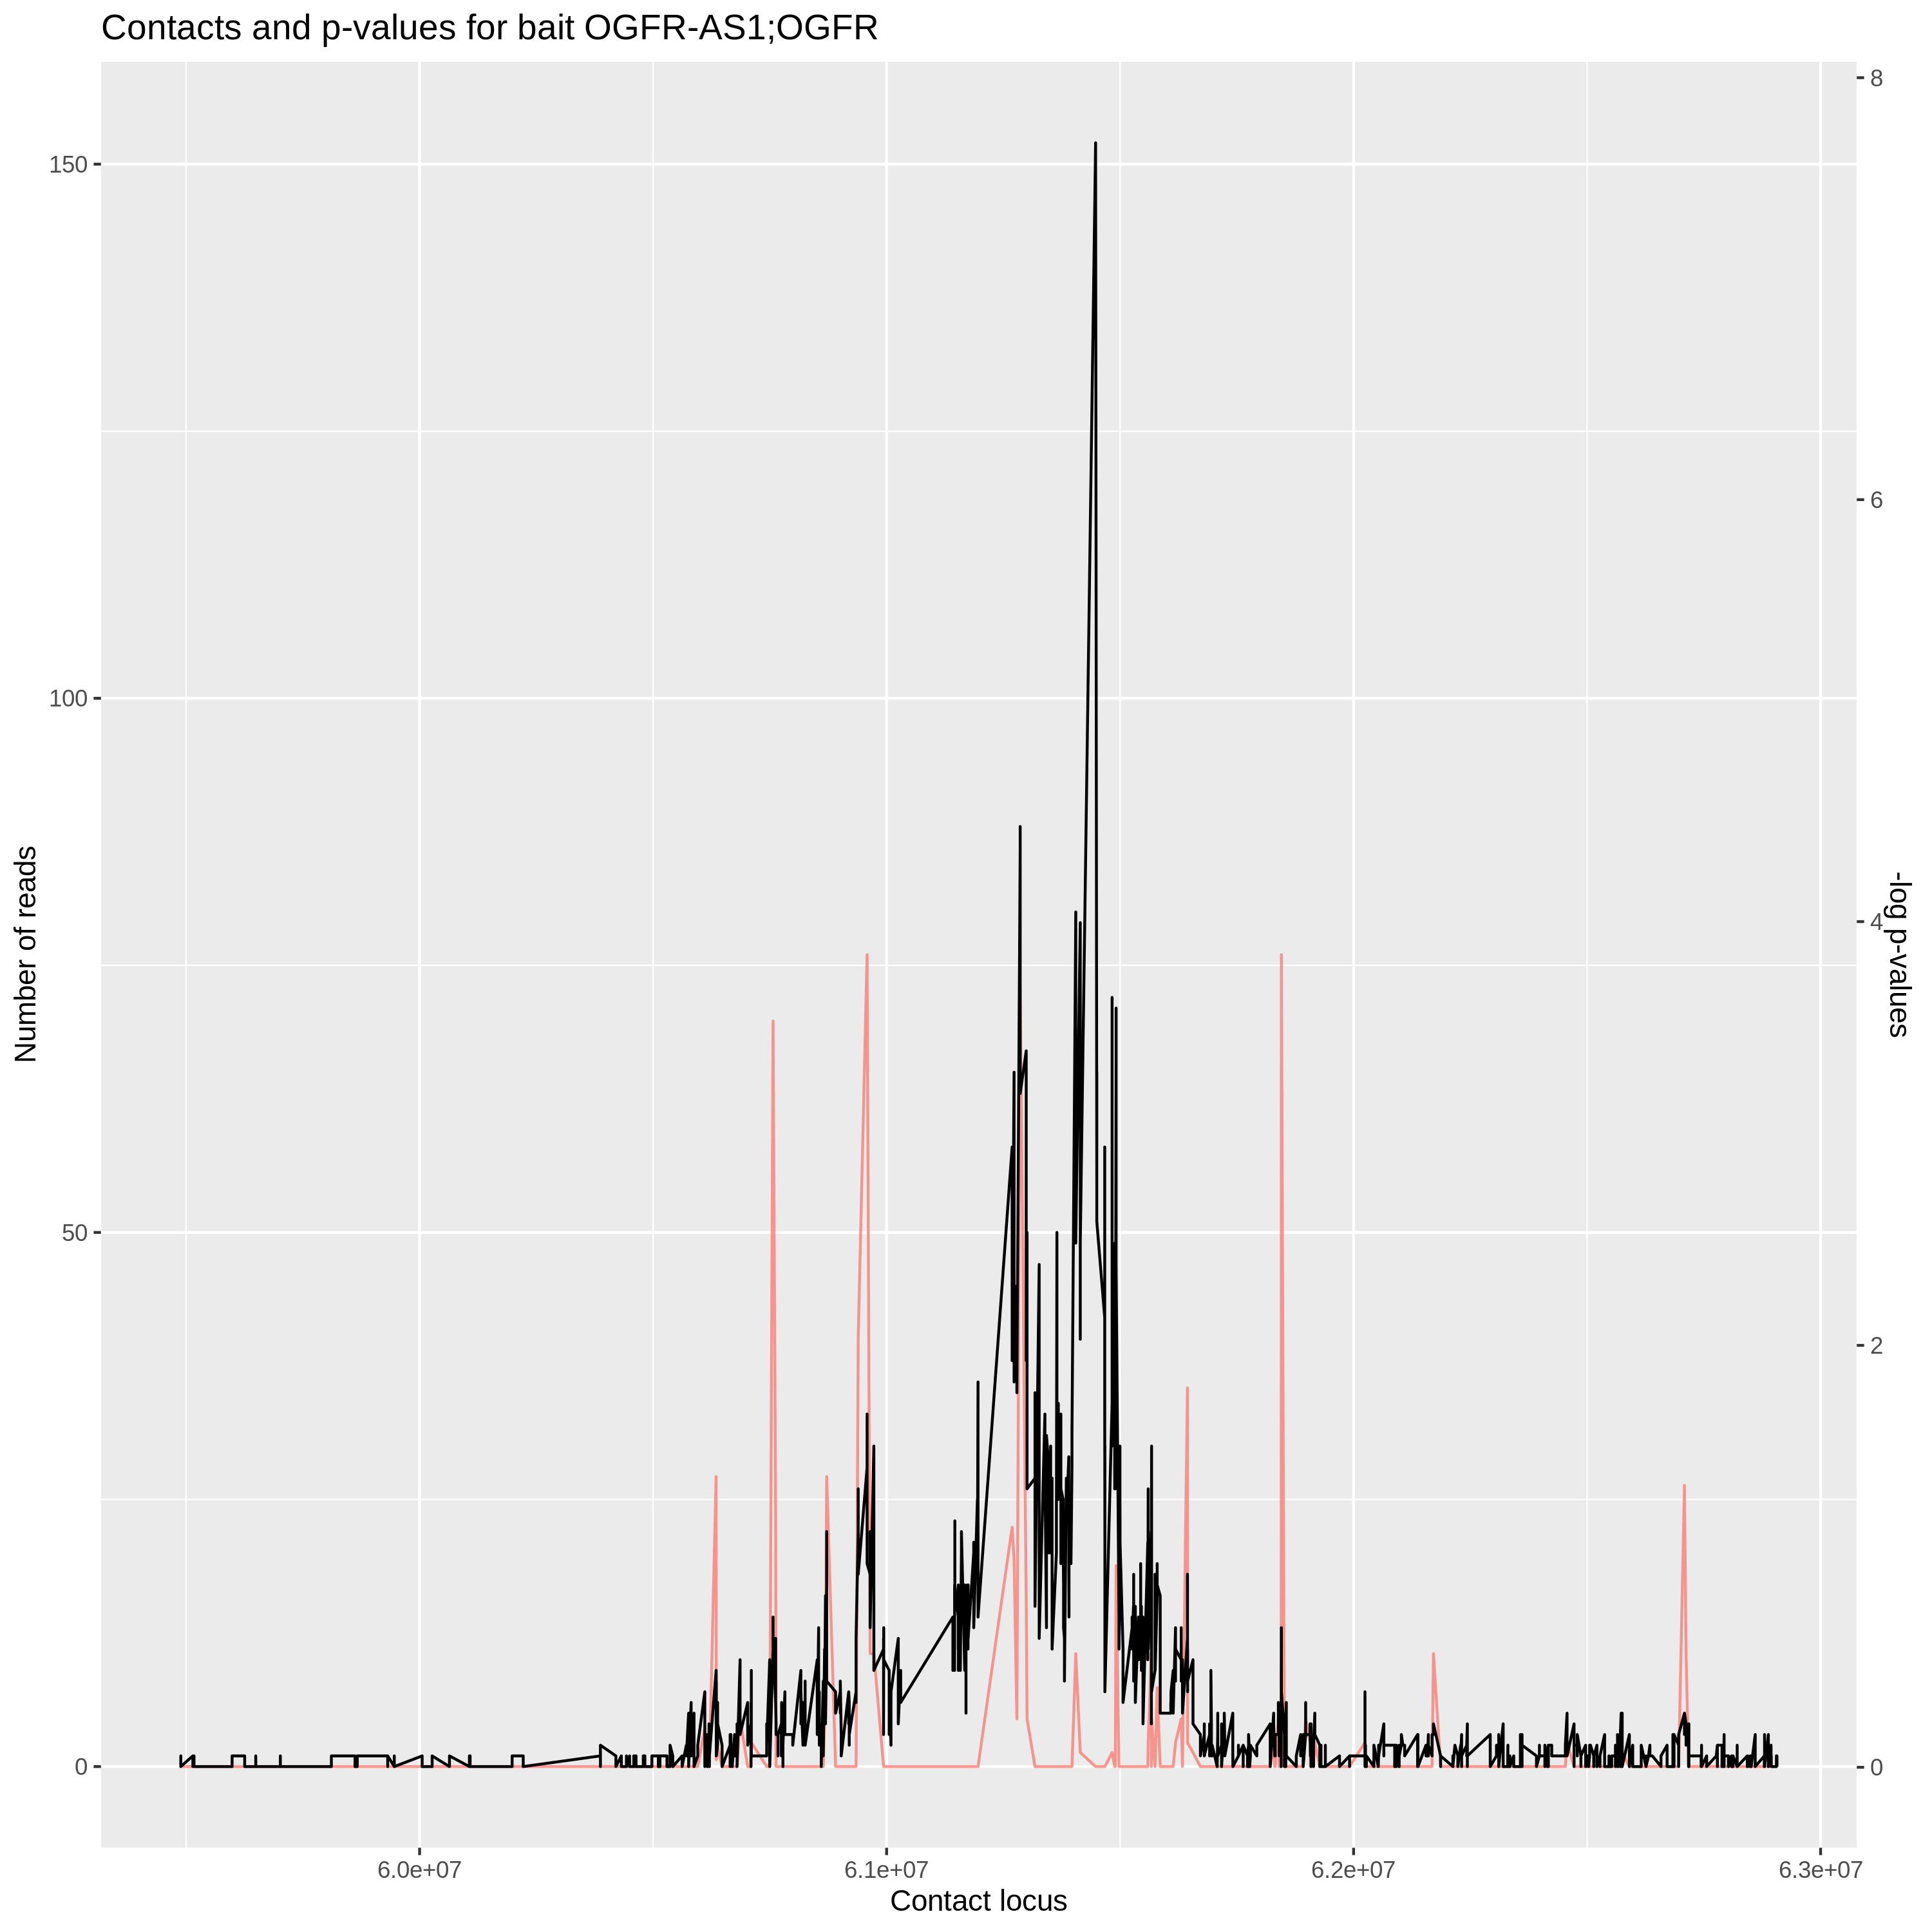 Contacts and p-values for bait OGFR-AS1;OGFR
8
150
6
100
4
-log p-values
Number of reads
50
2
0
0
6.0e+07
6.1e+07
6.2e+07
6.3e+07
Contact locus